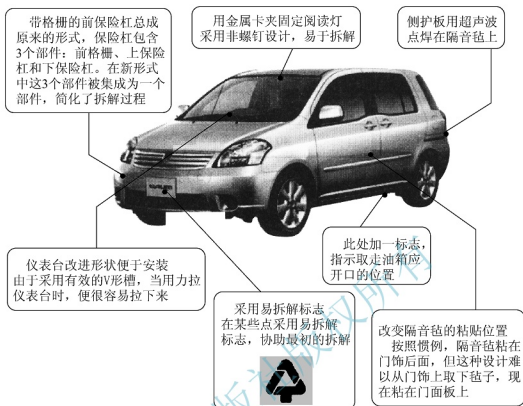 带格栅的前保险杠总成
原来的形式，保险杠包含
3个部件：前格栅、上保险
杠和下保险杠。在新形式
中这3个部件被集成为一个
部件，简化了拆解过程
用金属卡夹固定阅读灯
采用非螺钉设计，易于拆解
侧护板用超声波
点焊在隔音毡上
仪表台改进形状便于安装
由于采用有效的V形槽，当用力拉
仪表台时，便很容易拉下来
采用易拆解标志
在某些点采用易拆解
标志，协助最初的拆解
此处加一标志，
指示取走油箱应
开口的位置
改变隔音毡的粘贴位置
按照惯例，隔音毡粘在
门饰后面，但这种设计难
以从门饰上取下毡子，现
在粘在门面板上
版社版权所有